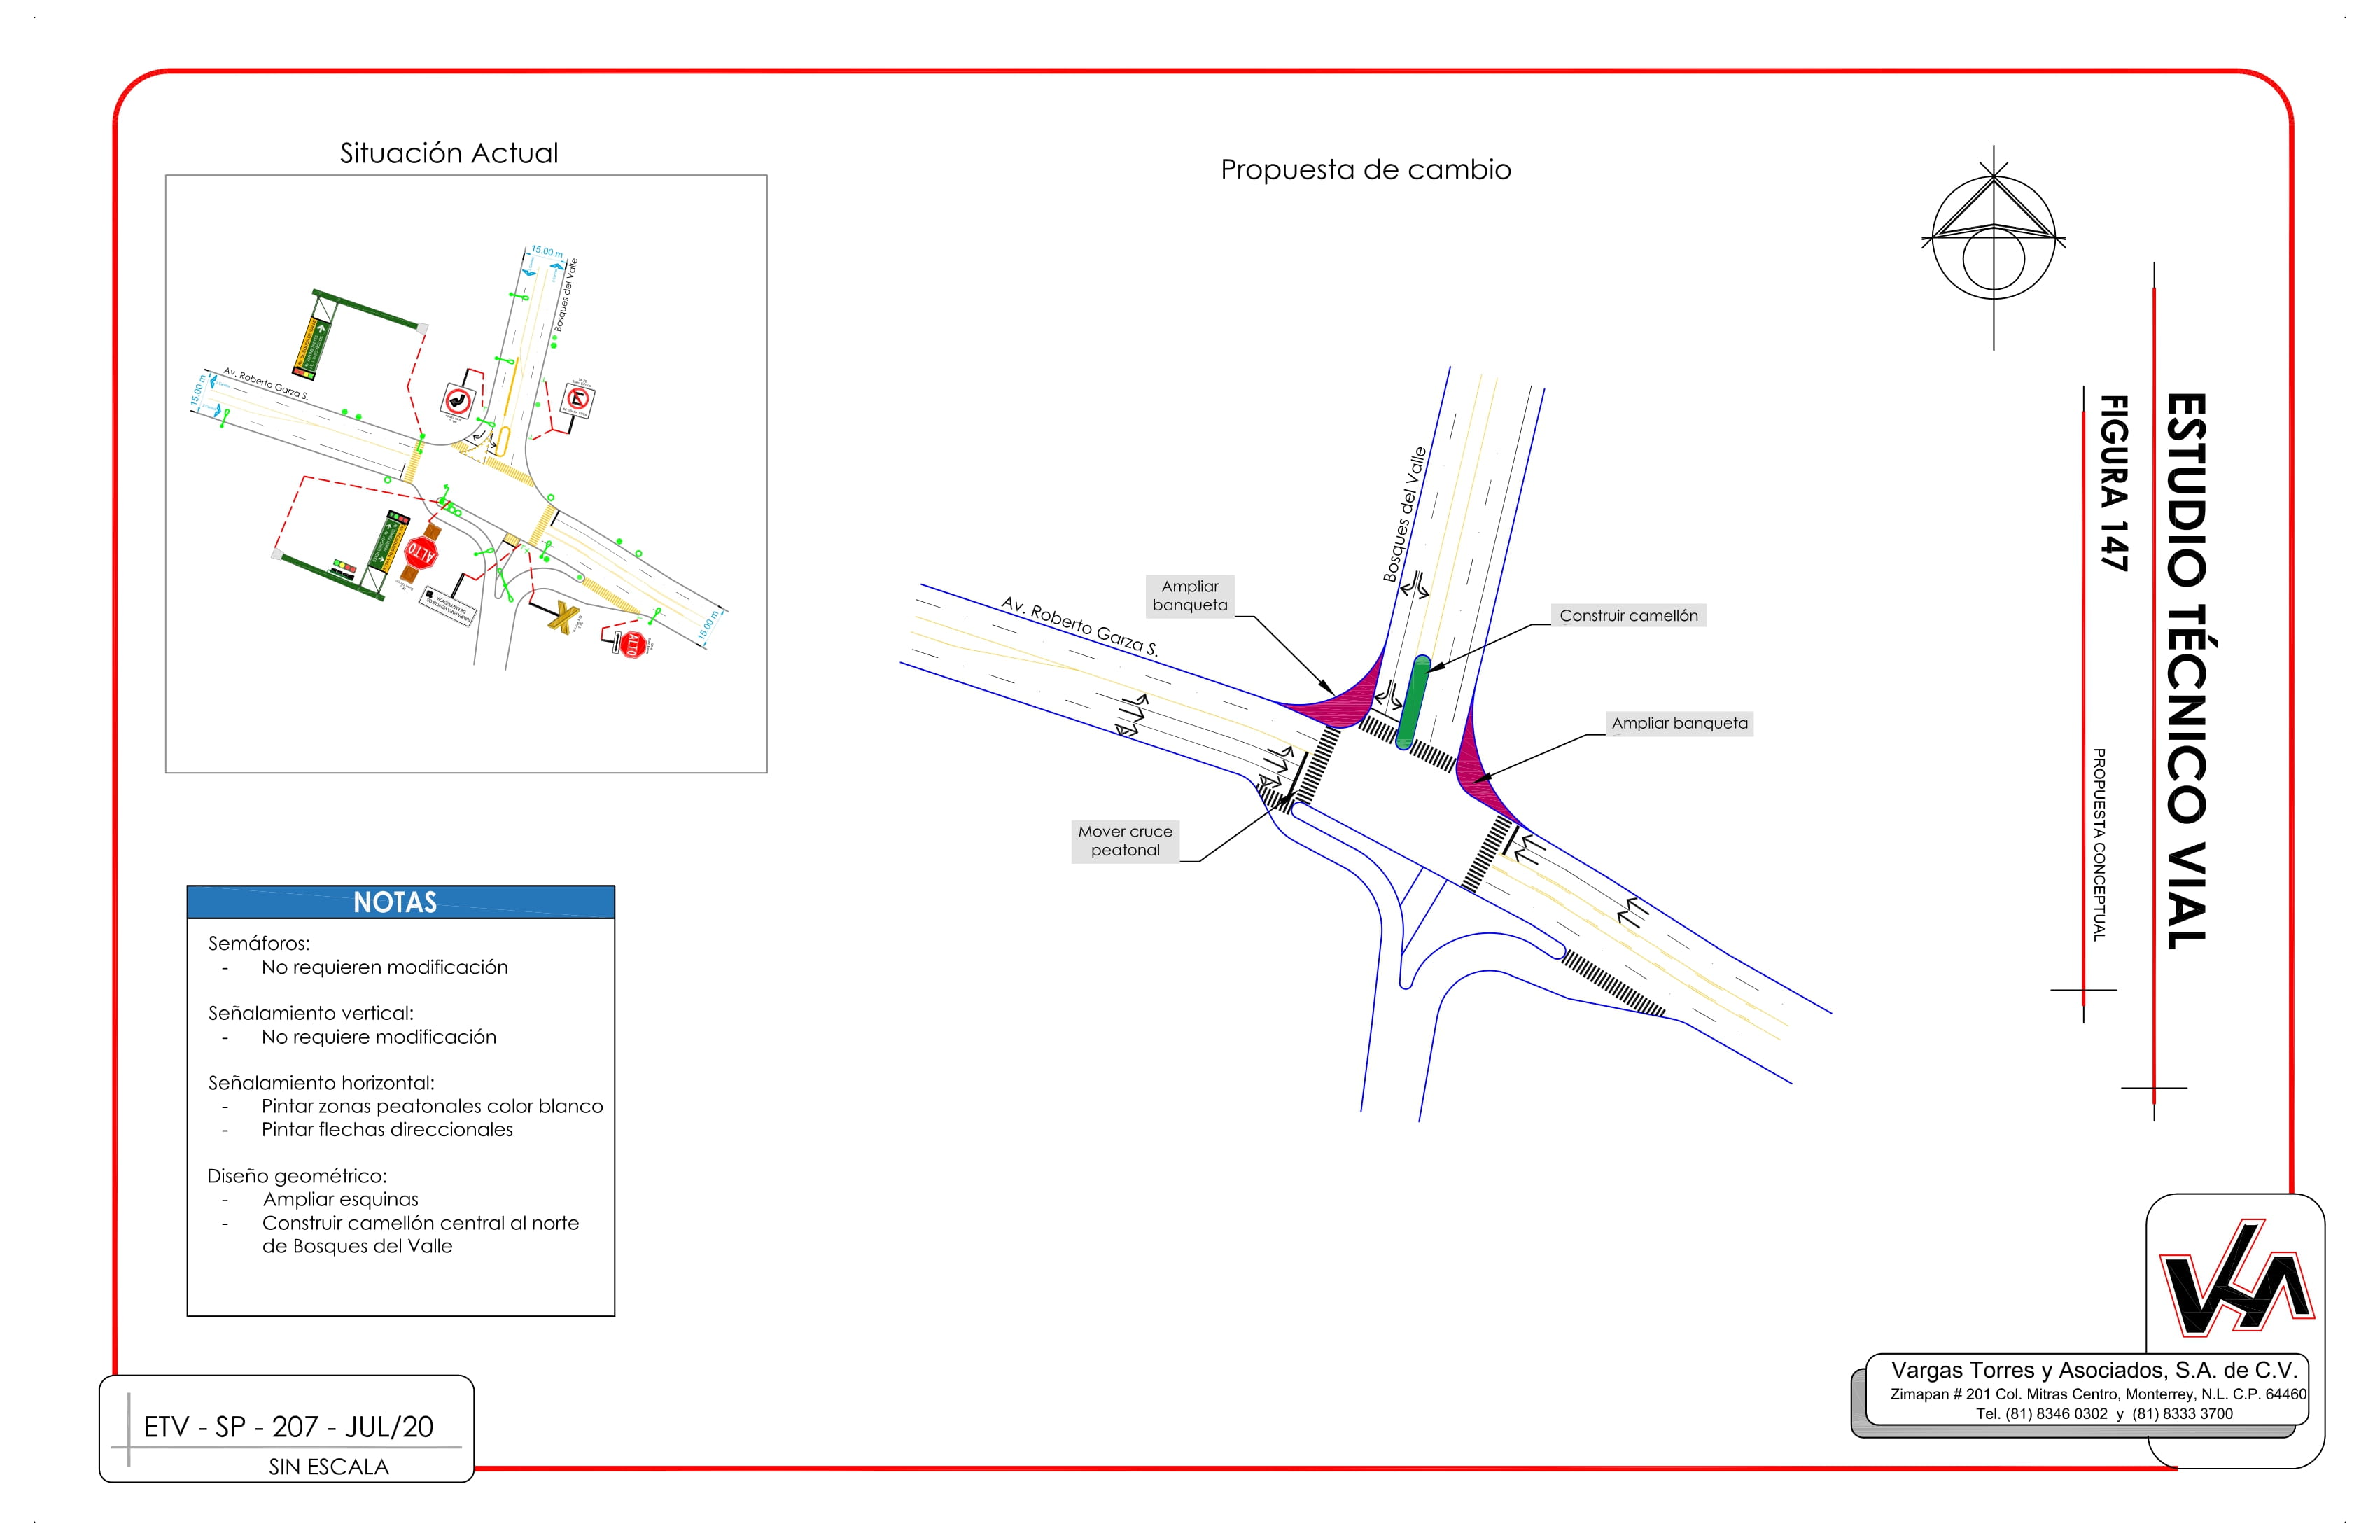 Situación Actual
15.00 m
Bosques del Valle
Av. Roberto Garza S.
15.00 m
ALTO
ALTO
15.00 m
Propuesta de cambio
Bosques del Valle
Av. Roberto Garza S.
Ampliar
banqueta
Construir camellón
Ampliar banqueta
Mover cruce
peatonal
NOTAS
Semáforos:
- No requieren modificación
Señalamiento vertical:
- No requiere modificación
Señalamiento horizontal:
- Pintar zonas peatonales color blanco
- Pintar flechas direccionales
Diseño geométrico:
- Ampliar esquinas
- Construir camellón central al norte
de Bosques del Valle
ESTUDIO TÉCNICO VIAL
FIGURA 147
PROPUESTA CONCEPTUAL
ETV - SP - 207 - JUL/20
SIN ESCALA
Vargas Torres y Asociados, S.A. de C.V.
Zimapan # 201 Col. Mitras Centro, Monterrey, N.L. C.P. 64460
Tel. (81) 8346 0302 y (81) 8333 3700